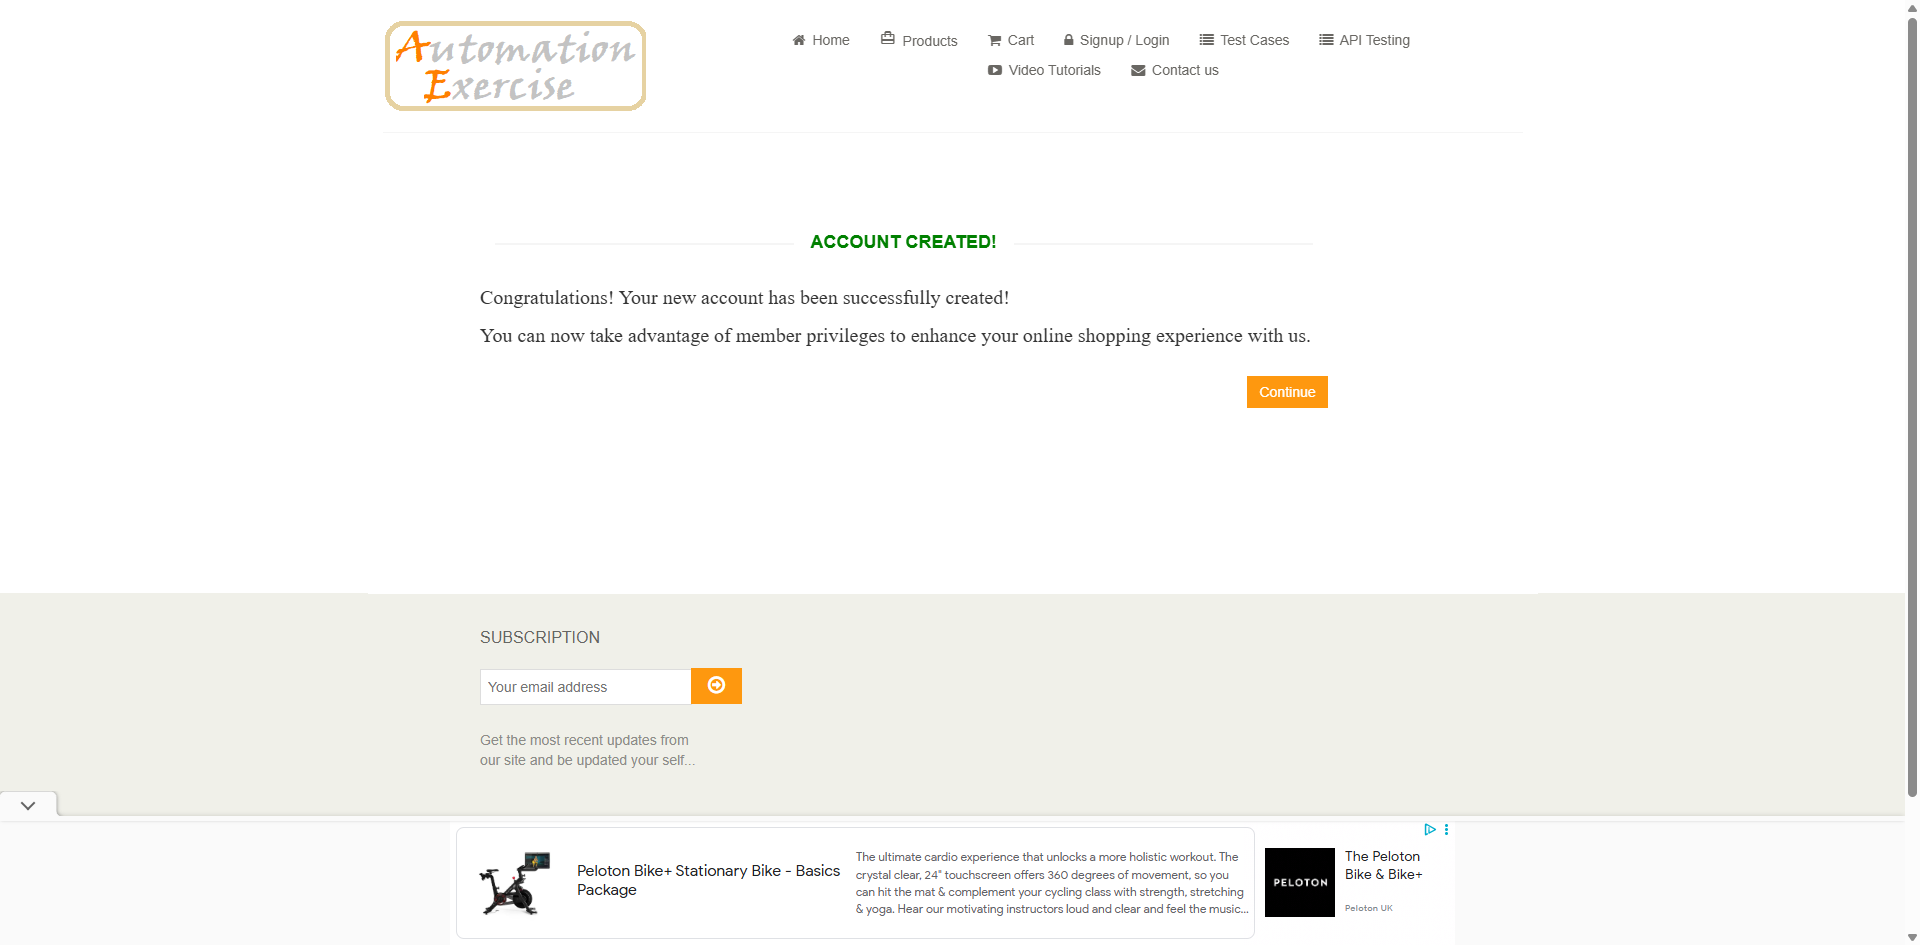 Automation
Exercise
Home
Products
Cart
Signup / Login
Test Cases
API Testing
Video Tutorials
Contact us
ACCOUNT CREATED!
Congratulations! Your new account has been successfully created!
You can now take advantage of member privileges to enhance your online shopping experience with us.
Continue
SUBSCRIPTION
Your email address
Get the most recent updates from
our site and be updated your self...
Peloton Bike+ Stationary Bike - Basics
Package
The ultimate cardio experience that unlocks a more holistic workout. The
crystal clear, 24" touchscreen offers 360 degrees of movement, so you
can hit the mat & complement your cycling class with strength, stretching
& yoga. Hear our motivating instructors loud and clear and feel the music...
PELOTON
The Peloton
Bike & Bike+
Peloton UK